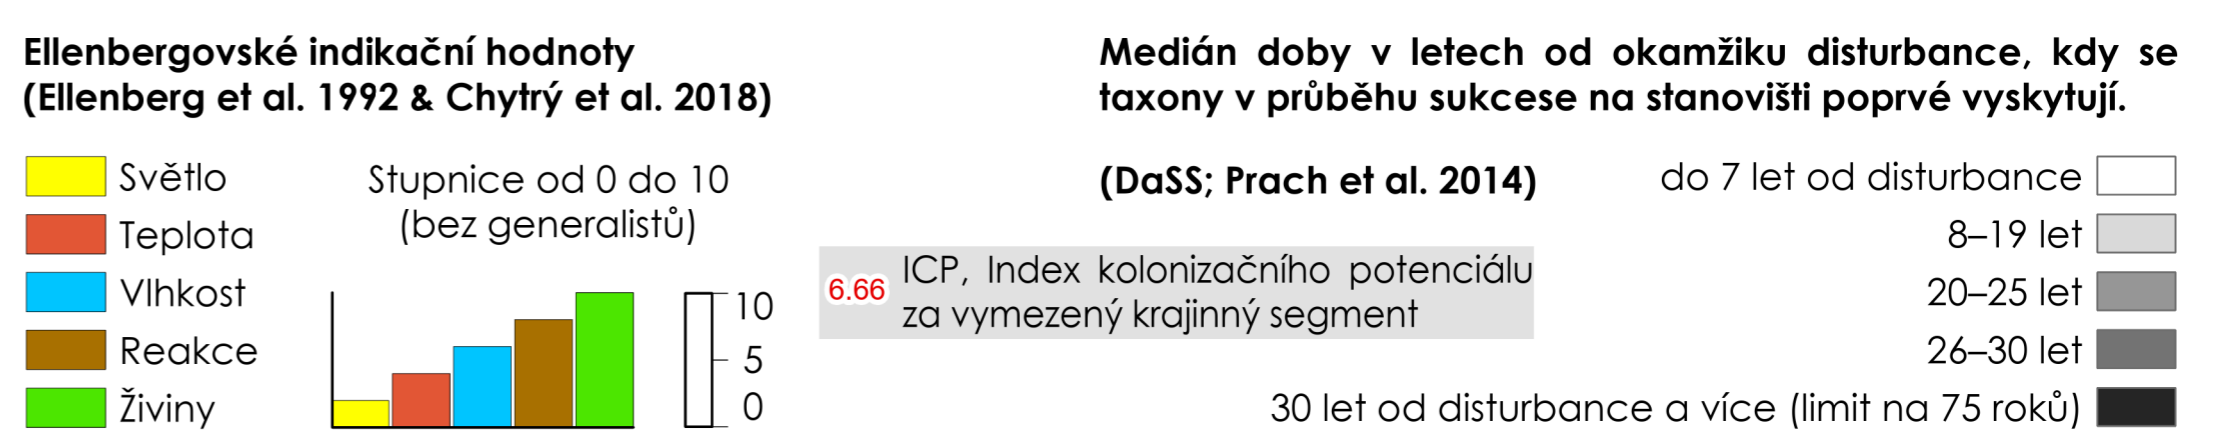 Ellenbergovské indikační hodnoty
(Ellenberg et al. 1992 & Chytrý et al. 2018)
Světlo
Teplota
Vlhkost
Reakce
Živiny
Stupnice od 0 do 10
(bez generalistů)
10
5
0
6.66
ICP, Index kolonizačního potenciálu
za vymezený krajinný segment
Medián doby v letech od okamžiku disturbance, kdy se
taxony v průběhu sukcese na stanovišti poprvé vyskytují.
(DaSS; Prach et al. 2014)
do 7 let od disturbance
8–19 let
20–25 let
26–30 let
30 let od disturbance a více (limit na 75 roků)